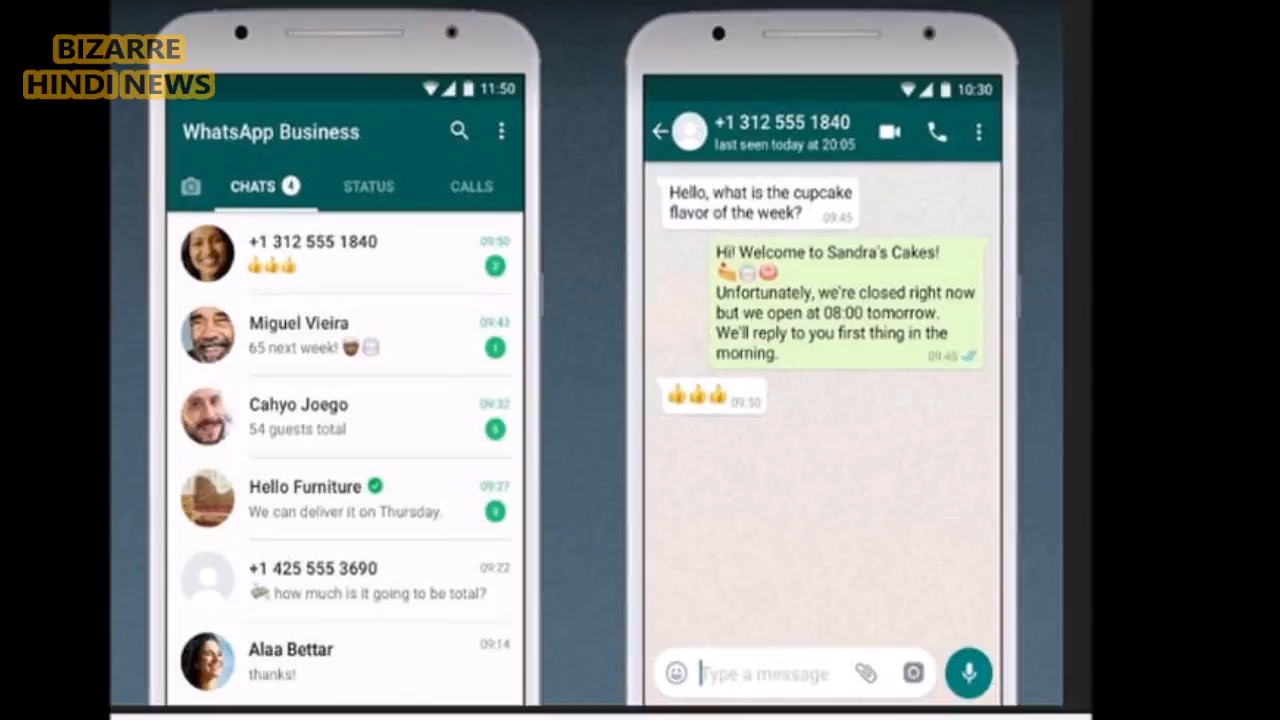 BIZARRE
HINDI NEWS
11:50
WhatsApp Business
CHATS 4 STATUS CALLS
+1 312 555 1840 09:50
👍👍👍 2
Miguel Vieira 09:43
65 next week! 1
Cahyo Joego 09:32
54 guests total
Hello Furniture 09:27
We can deliver it on Thursday.
+1 425 555 3690 09:22
how much is it going to be total?
Alaa Bettar 09:14
thanks!
10:30
+1 312 555 1840
last seen today at 20:05
Hello, what is the cupcake
flavor of the week? 09:45
Hi! Welcome to Sandra's Cakes!
Unfortunately, we're closed right now
but we open at 08:00 tomorrow.
We'll reply to you first thing in the
morning. 09:45
👍👍👍 09:50
Type a message